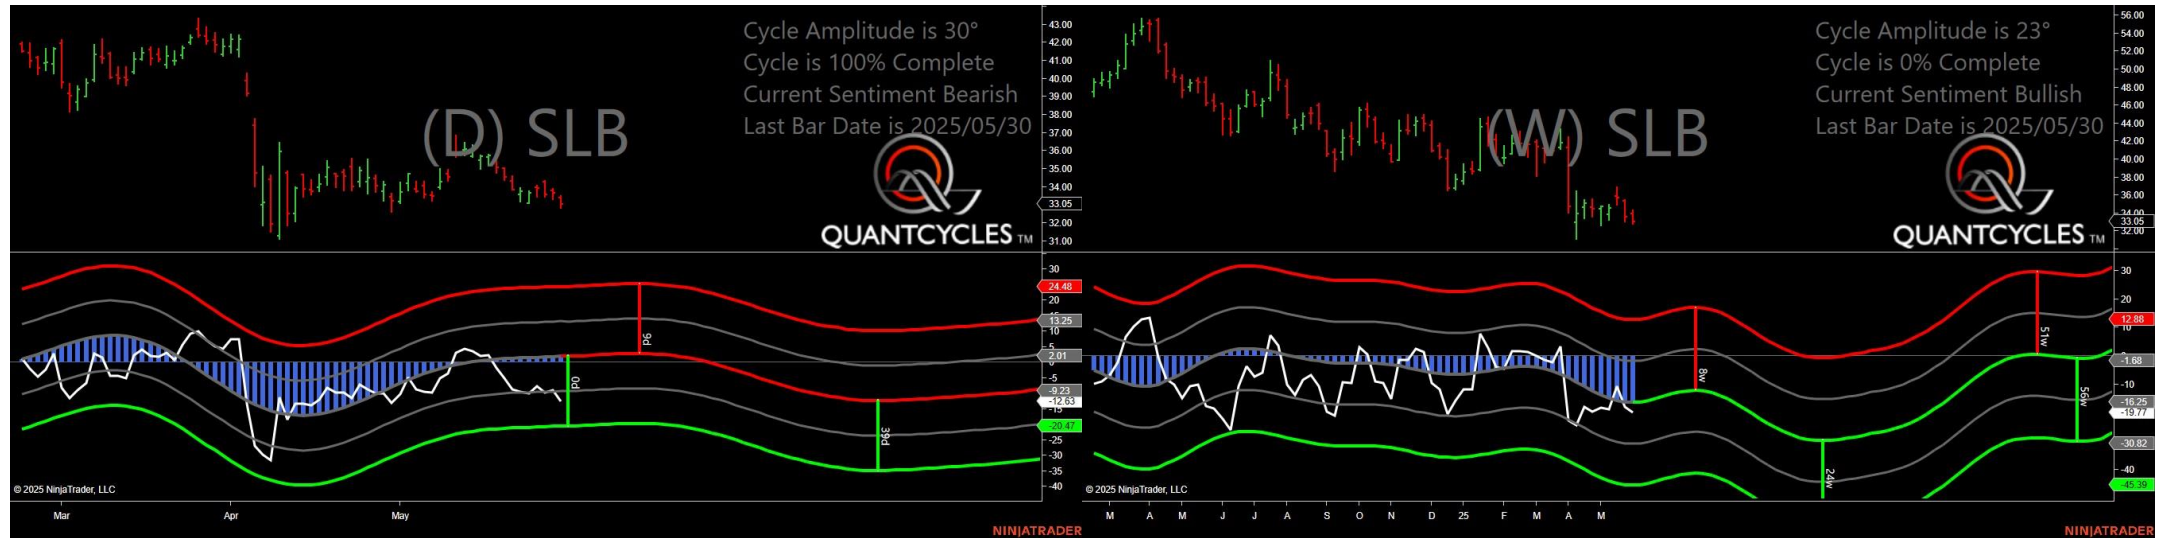 Cycle Amplitude is 30°
Cycle is 100% Complete
Current Sentiment Bearish
Last Bar Date is 2025/05/30
(D) SLB
QUANTCYCLES TM
43.00
42.00
41.00
40.00
39.00
38.00
37.00
36.00
35.00
34.00
33.05
32.00
31.00
30
24.48
20
13.25
10
5
2.01
-5
-9.23
-12.63
-15
-20.47
-25
-30
-35
-40
9d
0d
39d
© 2025 NinjaTrader, LLC
Mar Apr May
NINJATRADER
Cycle Amplitude is 23°
Cycle is 0% Complete
Current Sentiment Bullish
Last Bar Date is 2025/05/30
(W) SLB
QUANTCYCLES TM
56.00
54.00
52.00
50.00
48.00
46.00
44.00
42.00
40.00
38.00
36.00
34.00
33.05
32.00
30
20
12.88
10
-1.68
-10
-16.25
-19.77
-30.82
-40
-45.39
8w
24w
51w
56w
© 2025 NinjaTrader, LLC
M A M J J A S O N D 25 F M A M
NINJATRADER